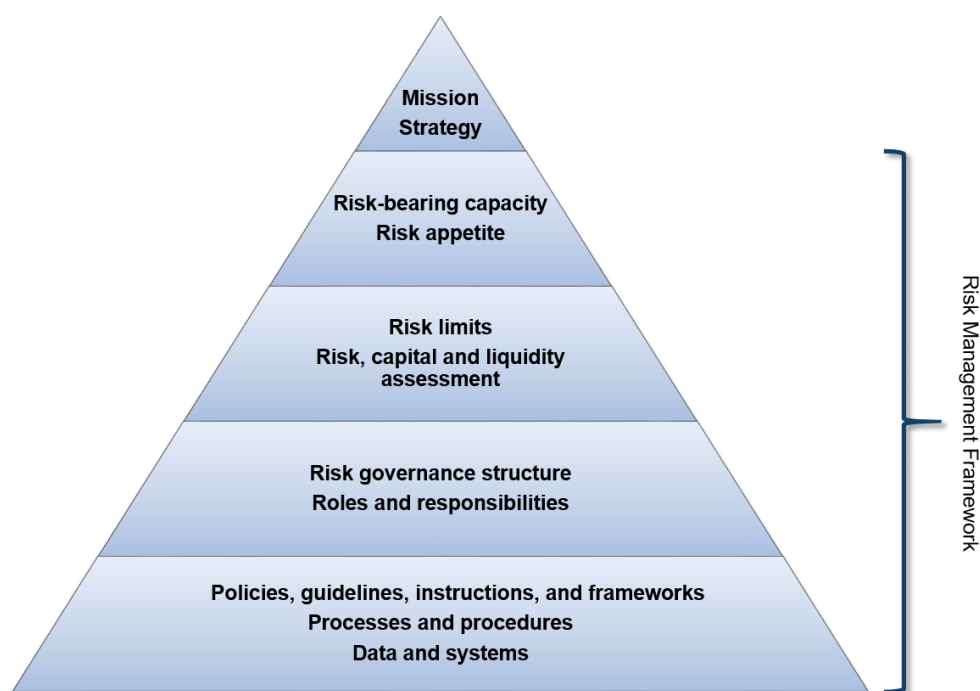 Mission
Strategy
Risk-bearing capacity
Risk appetite
Risk limits
Risk, capital and liquidity
assessment
Risk governance structure
Roles and responsibilities
Policies, guidelines, instructions, and frameworks
Processes and procedures
Data and systems
Risk Management Framework